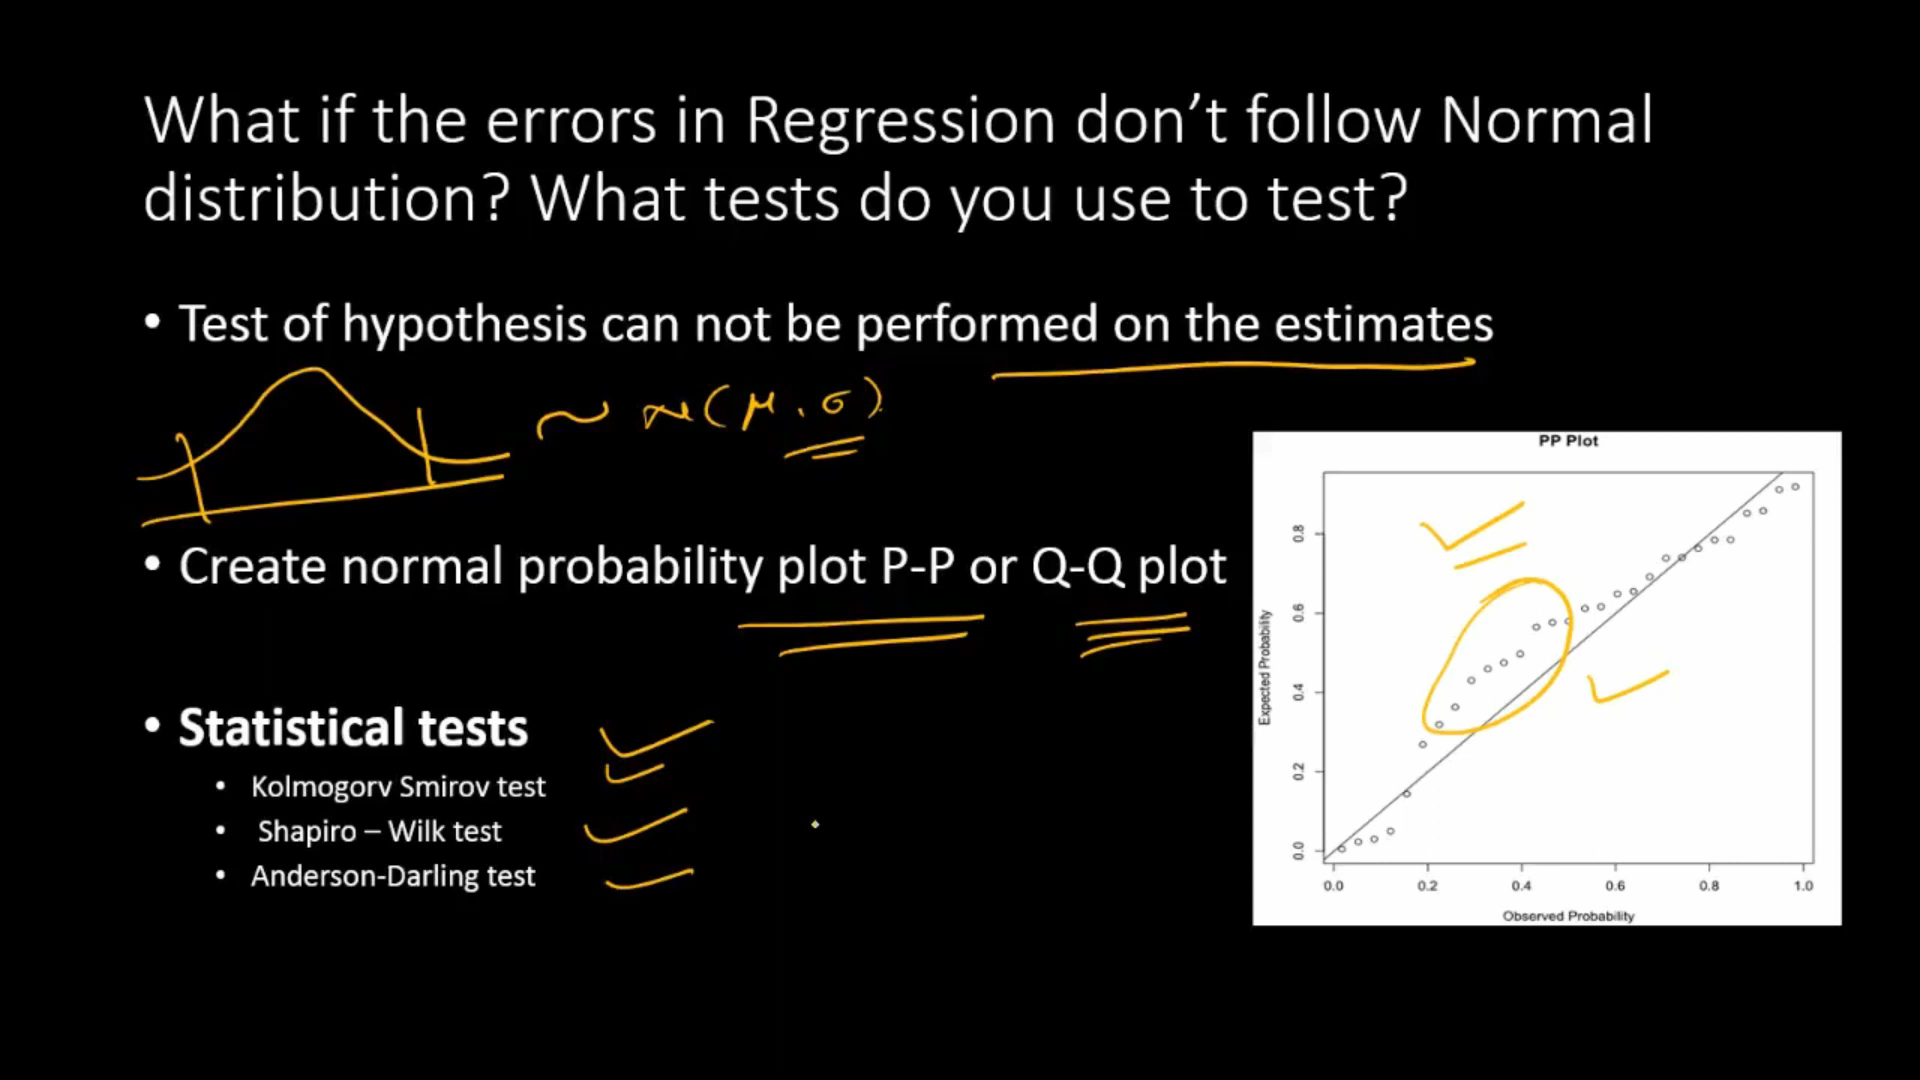 What if the errors in Regression don’t follow Normal
distribution? What tests do you use to test?
• Test of hypothesis can not be performed on the estimates
~ N(μ, σ)
• Create normal probability plot P-P or Q-Q plot
• Statistical tests
• Kolmogorv Smirov test
• Shapiro – Wilk test
• Anderson-Darling test
PP Plot
Expected Probability
0.8
0.6
0.4
0.2
0.0
0.0 0.2 0.4 0.6 0.8 1.0
Observed Probability